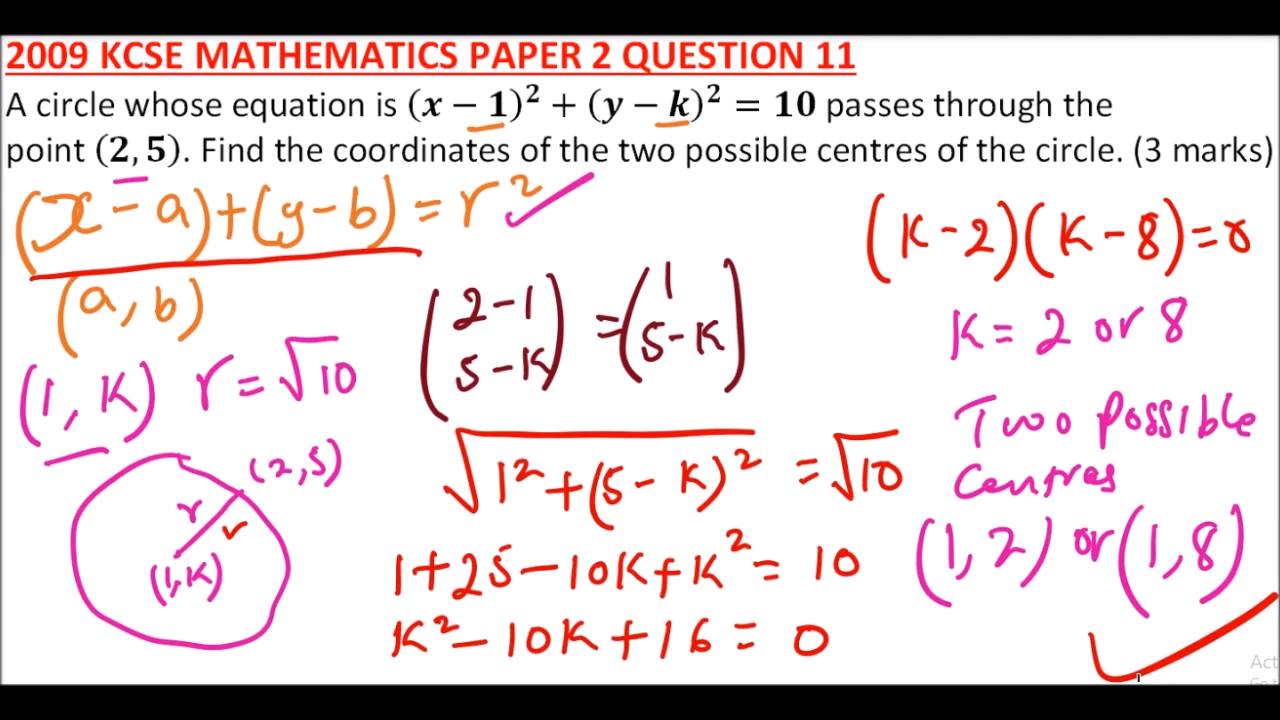 2009 KCSE MATHEMATICS PAPER 2 QUESTION 11
A circle whose equation is (x − 1)² + (y − k)² = 10 passes through the
point (2, 5). Find the coordinates of the two possible centres of the circle. (3 marks)
(x - a) + (y - b) = r²
(a, b)
(1, K) r = √10
(2,5)
r
r
(1,K)
(2-1
5-K) = (1
5-K)
√1² + (5 - K)² = √10
1 + 25 - 10K + K² = 10
K² - 10K + 16 = 0
(K - 2)(K - 8) = 0
K = 2 or 8
Two possible
Centres
(1, 2) or (1, 8)
Act
Go t